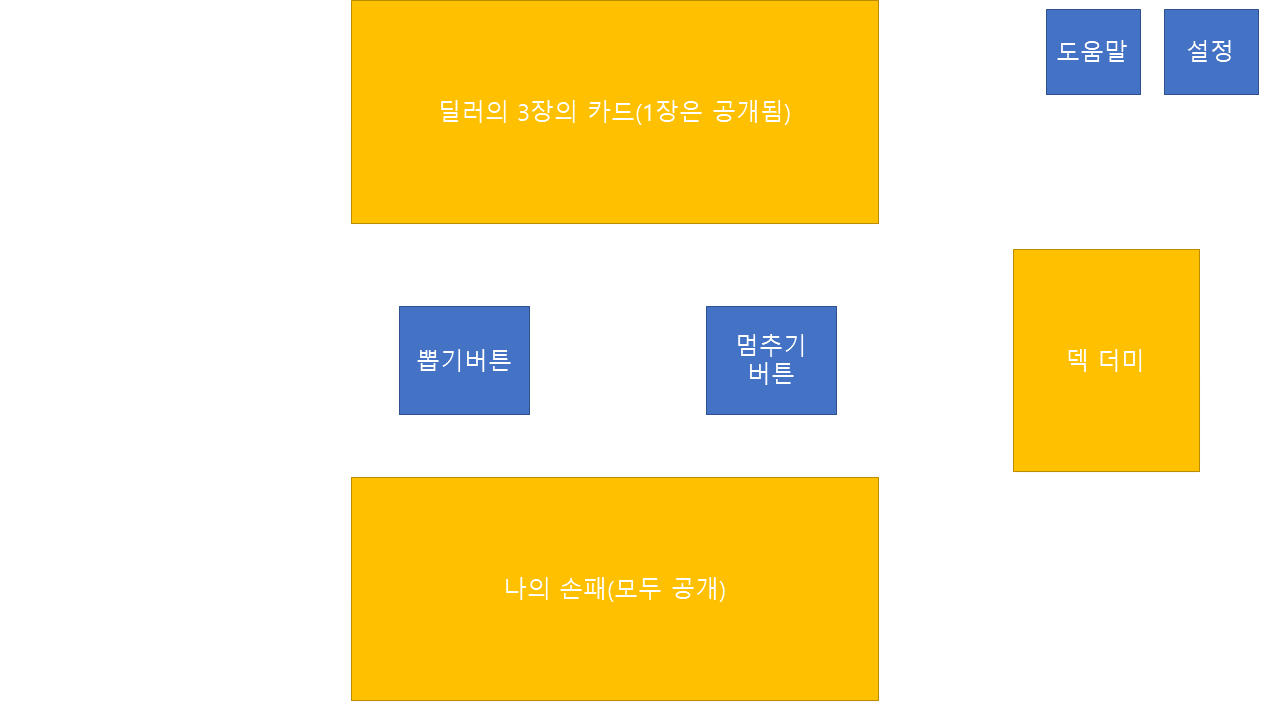 딜러의 3장의 카드(1장은 공개됨)
도움말
설정
뽑기버튼
멈추기
버튼
덱 더미
나의 손패(모두 공개)